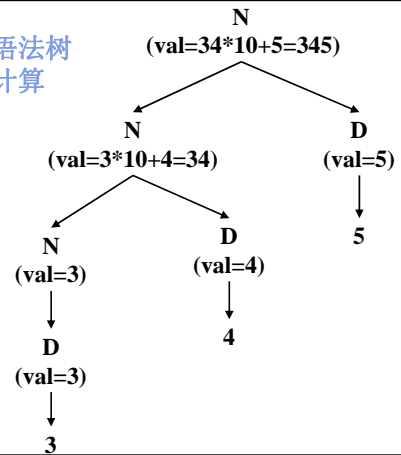 语法树
计算
N
(val=34*10+5=345)
N
(val=3*10+4=34)
D
(val=5)
N
(val=3)
D
(val=4)
5
D
(val=3)
4
3